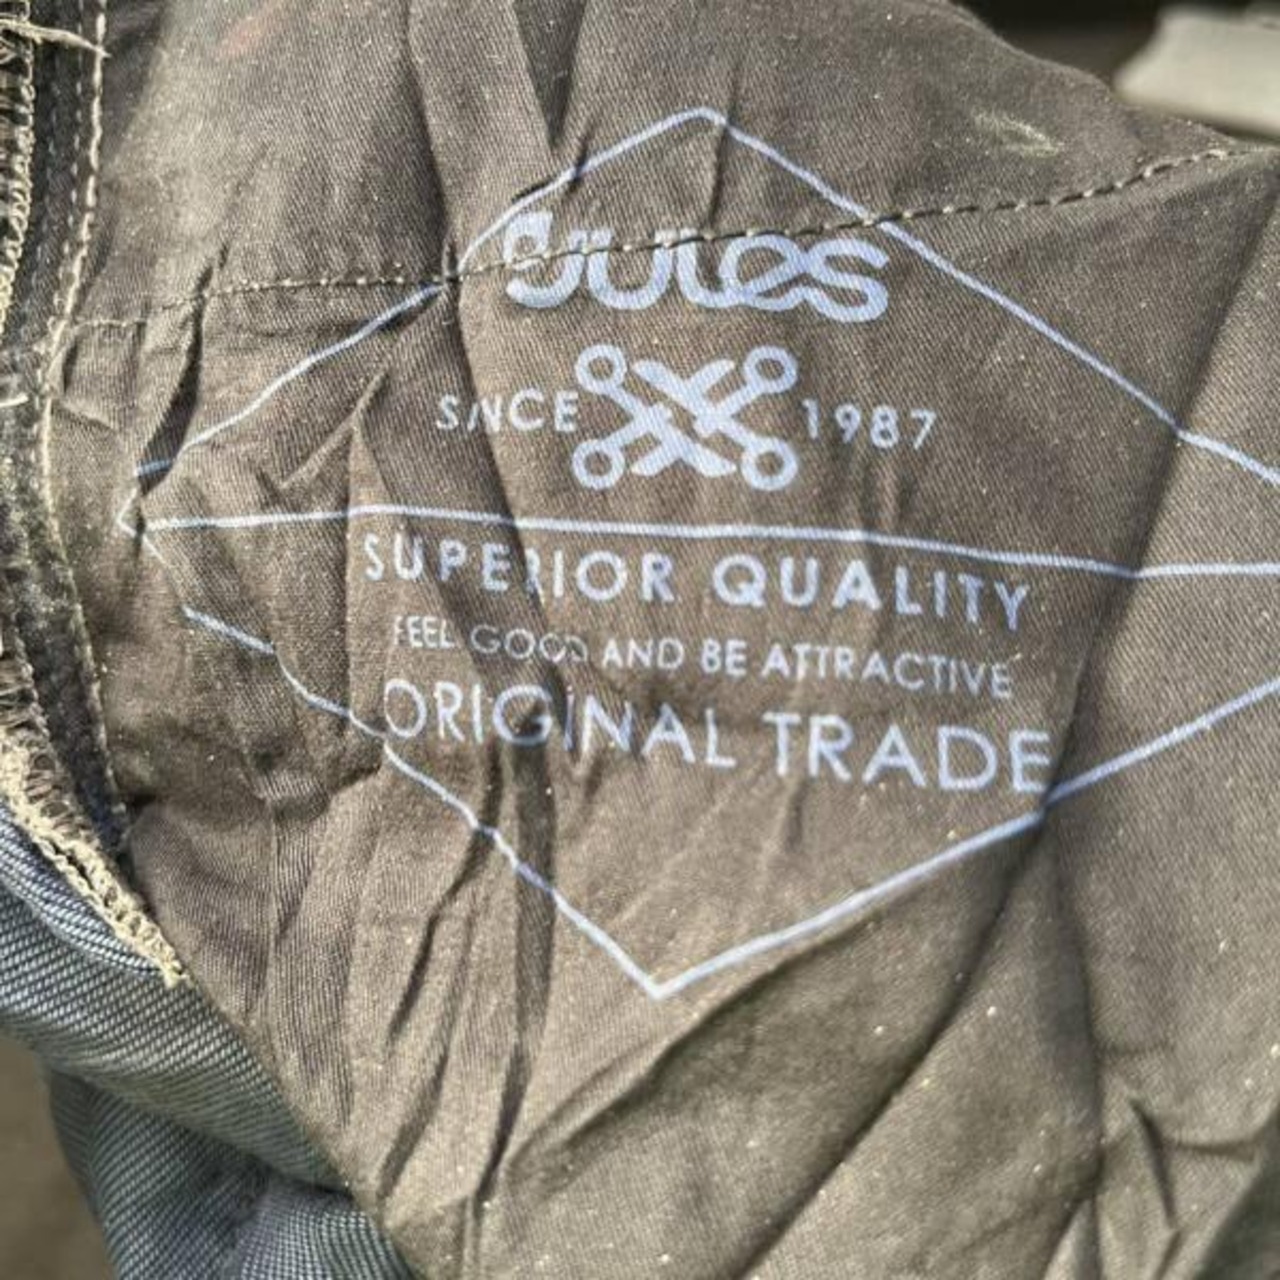 Jules
SINCE 1987
SUPERIOR QUALITY
FEEL GOOD AND BE ATTRACTIVE
ORIGINAL TRADE